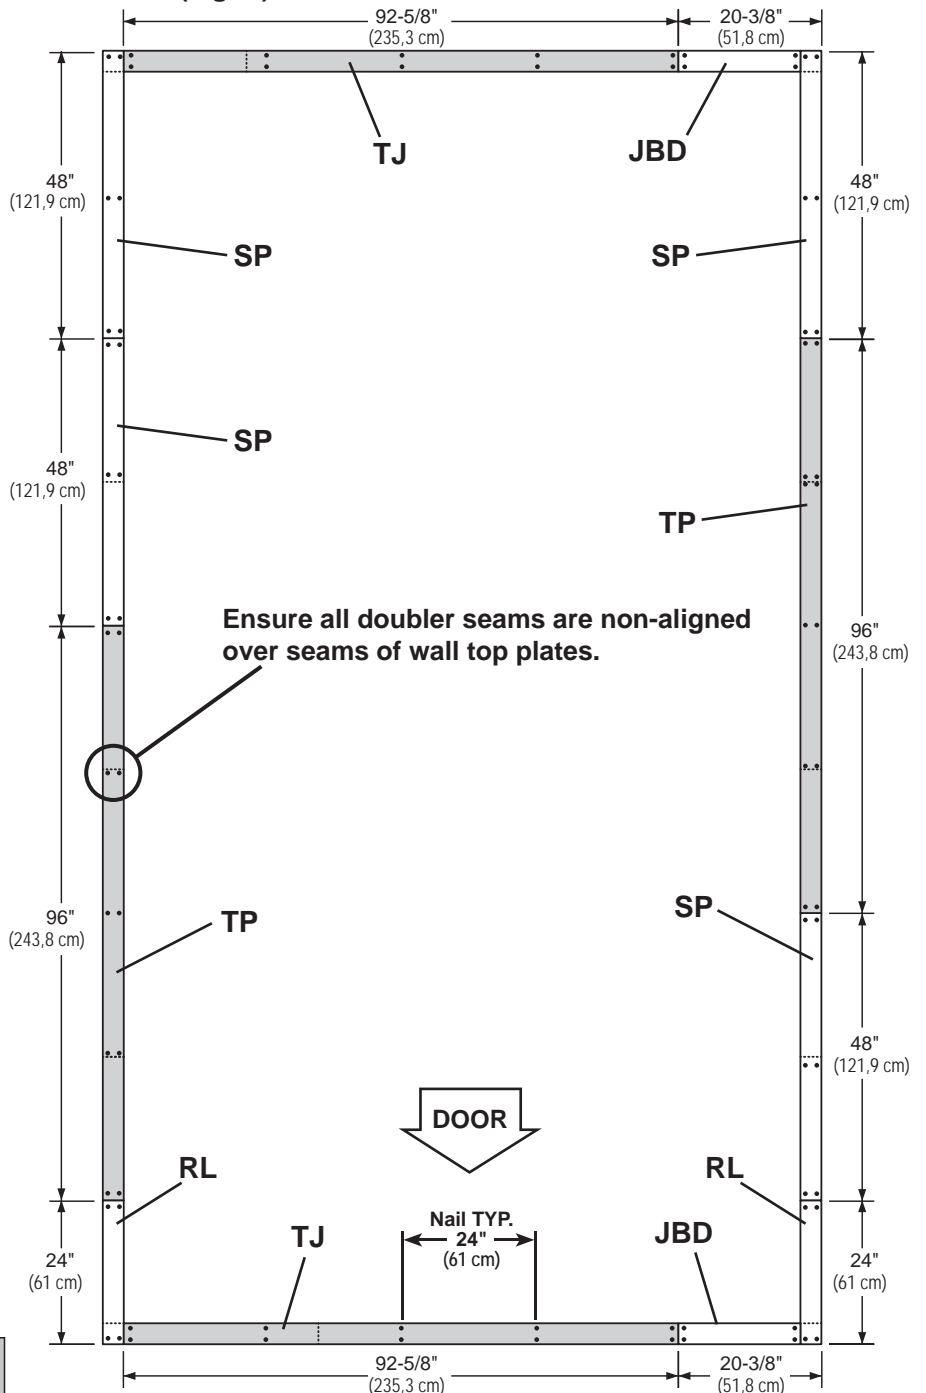 92-5/8"
(235,3 cm)
20-3/8"
(51,8 cm)
TJ
JBD
48"
(121,9 cm)
48"
(121,9 cm)
SP
SP
SP
48"
(121,9 cm)
TP
Ensure all doubler seams are non-aligned
over seams of wall top plates.
96"
(243,8 cm)
96"
(243,8 cm)
TP
SP
48"
(121,9 cm)
DOOR
RL
RL
Nail TYP.
24"
(61 cm)
TJ
JBD
24"
(61 cm)
24"
(61 cm)
92-5/8"
(235,3 cm)
20-3/8"
(51,8 cm)